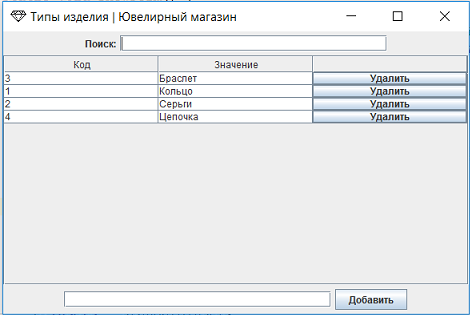 Типы изделия | Ювелирный магазин
Поиск:
Код Значение
3 Браслет Удалить
1 Кольцо Удалить
2 Серьги Удалить
4 Цепочка Удалить
Добавить